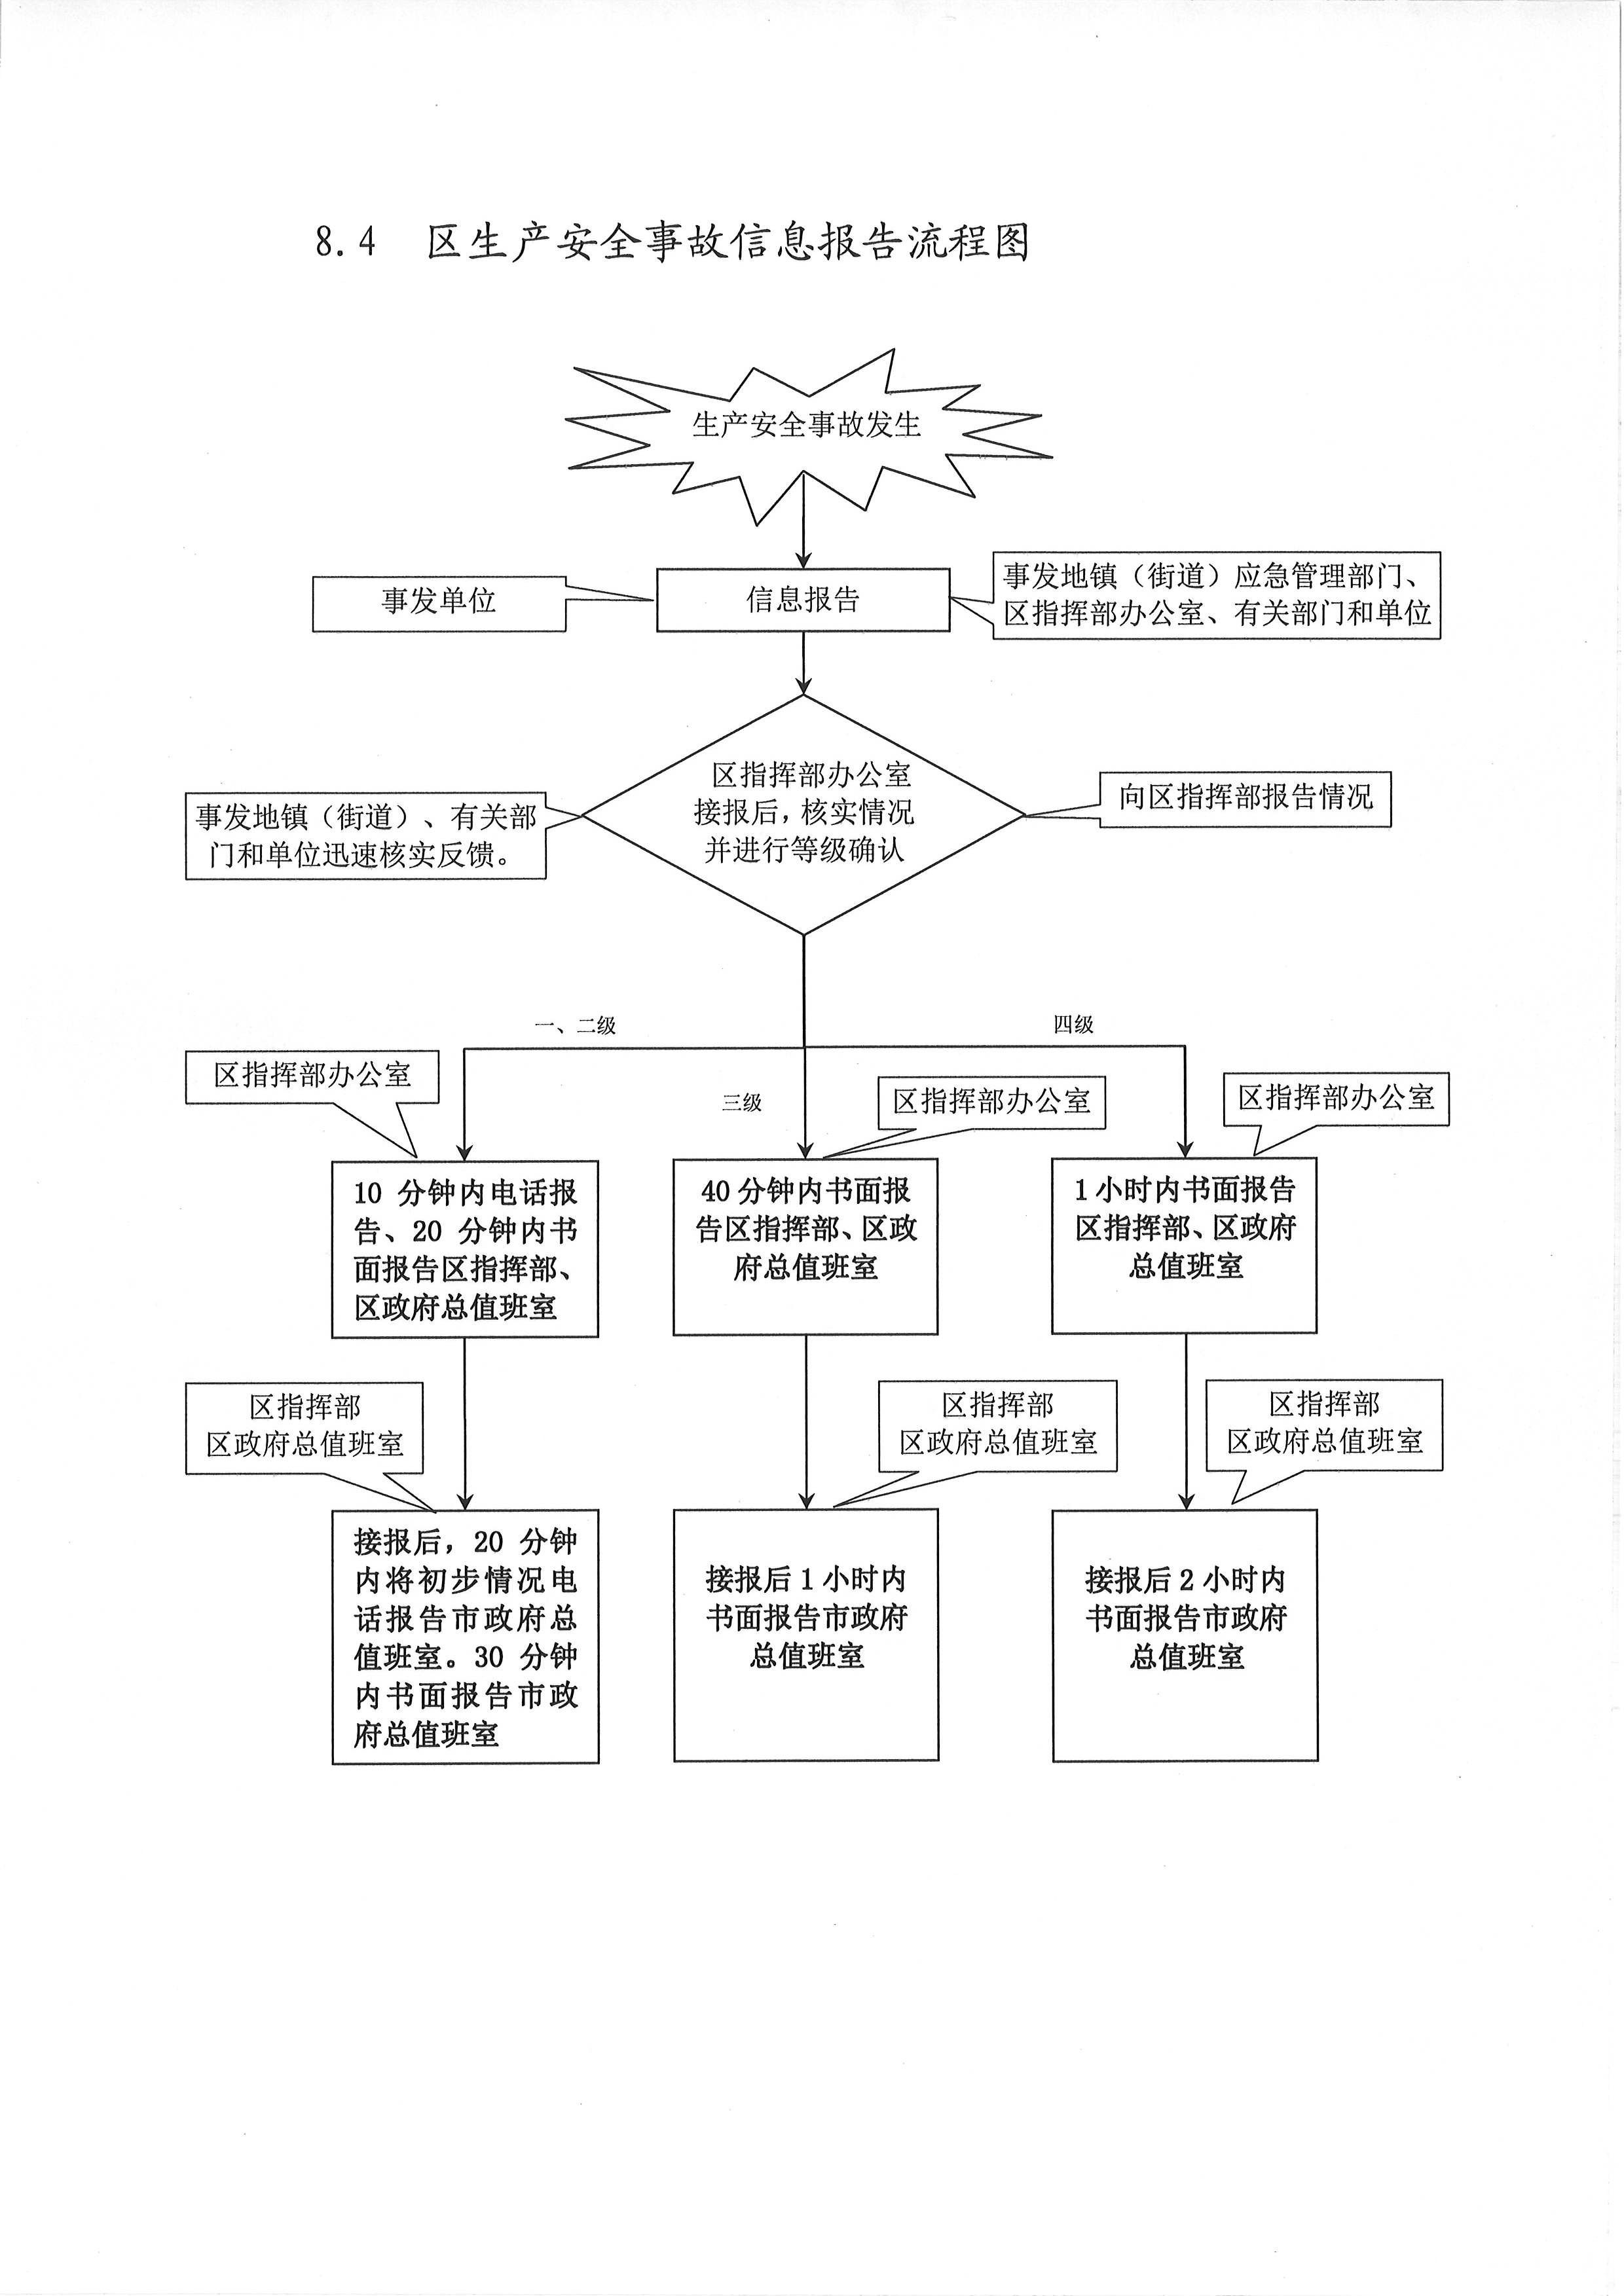 8.4 区生产安全事故信息报告流程图
生产安全事故发生
事发单位
信息报告
事发地镇（街道）应急管理部门、
区指挥部办公室、有关部门和单位
区指挥部办公室
接报后，核实情况
并进行等级确认
事发地镇（街道）、有关部
门和单位迅速核实反馈。
向区指挥部报告情况
一、二级
四级
三级
区指挥部办公室
区指挥部办公室
区指挥部办公室
10 分钟内电话报
告、20 分钟内书
面报告区指挥部、
区政府总值班室
40 分钟内书面报
告区指挥部、区政
府总值班室
1 小时内书面报告
区指挥部、区政府
总值班室
区指挥部
区政府总值班室
区指挥部
区政府总值班室
区指挥部
区政府总值班室
接报后，20 分钟
内将初步情况电
话报告市政府总
值班室。30 分钟
内书面报告市政
府总值班室
接报后 1 小时内
书面报告市政府
总值班室
接报后 2 小时内
书面报告市政府
总值班室